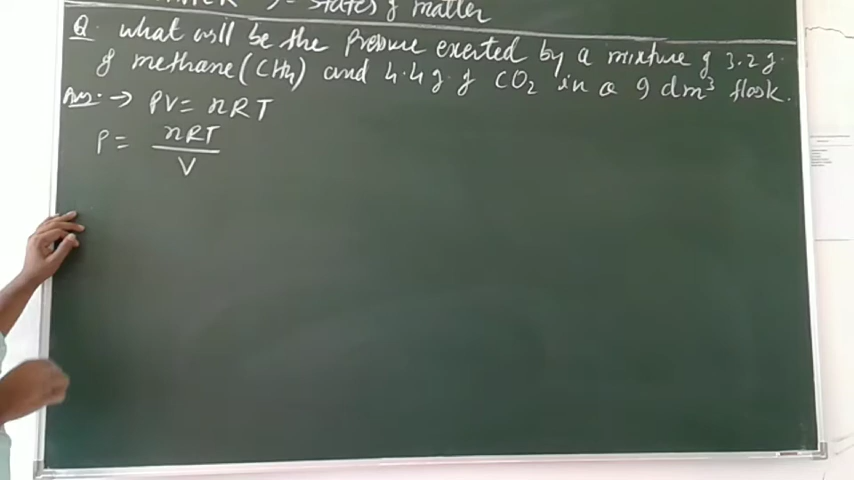 states of matter
Q. what will be the Pressure exerted by a mixture of 3.2 g.
of methane (CH4) and 4.4 g. of CO2 in a 9 dm³ flask.
Ans: → PV = nRT
P = nRT
V